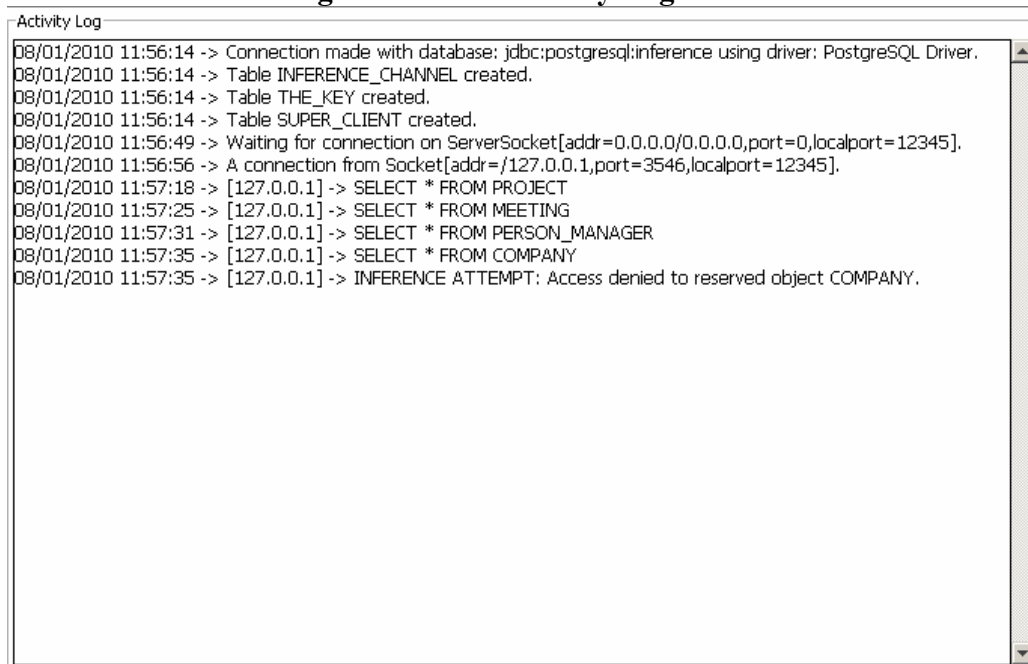 Activity Log
08/01/2010 11:56:14 -> Connection made with database: jdbc:postgresql:inference using driver: PostgreSQL Driver.
08/01/2010 11:56:14 -> Table INFERENCE_CHANNEL created.
08/01/2010 11:56:14 -> Table THE_KEY created.
08/01/2010 11:56:14 -> Table SUPER_CLIENT created.
08/01/2010 11:56:49 -> Waiting for connection on ServerSocket[addr=0.0.0.0/0.0.0.0,port=0,localport=12345].
08/01/2010 11:56:56 -> A connection from Socket[addr=/127.0.0.1,port=3546,localport=12345].
08/01/2010 11:57:18 -> [127.0.0.1] -> SELECT * FROM PROJECT
08/01/2010 11:57:25 -> [127.0.0.1] -> SELECT * FROM MEETING
08/01/2010 11:57:31 -> [127.0.0.1] -> SELECT * FROM PERSON_MANAGER
08/01/2010 11:57:35 -> [127.0.0.1] -> SELECT * FROM COMPANY
08/01/2010 11:57:35 -> [127.0.0.1] -> INFERENCE ATTEMPT: Access denied to reserved object COMPANY.